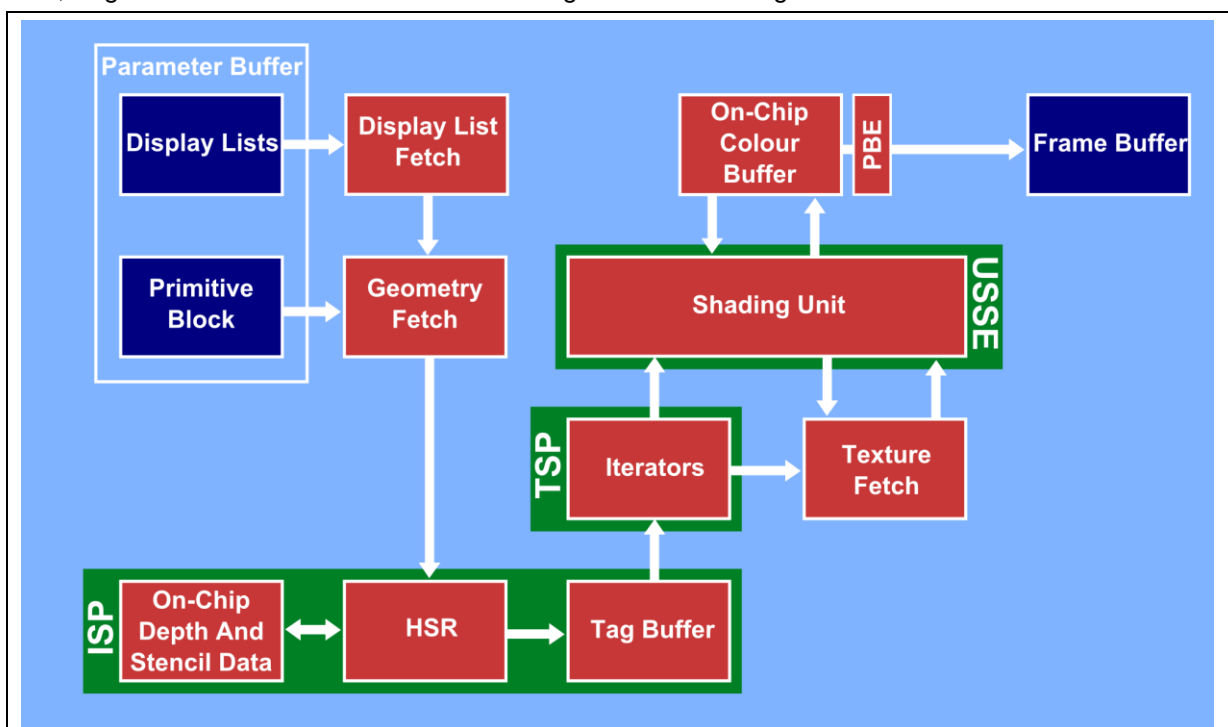 Parameter Buffer
Display Lists
Display List
Fetch
Primitive
Block
Geometry
Fetch
On-Chip
Colour
Buffer
PBE
Frame Buffer
Shading Unit
USSE
TSP
Iterators
Texture
Fetch
ISP
On-Chip
Depth And
Stencil Data
HSR
Tag Buffer